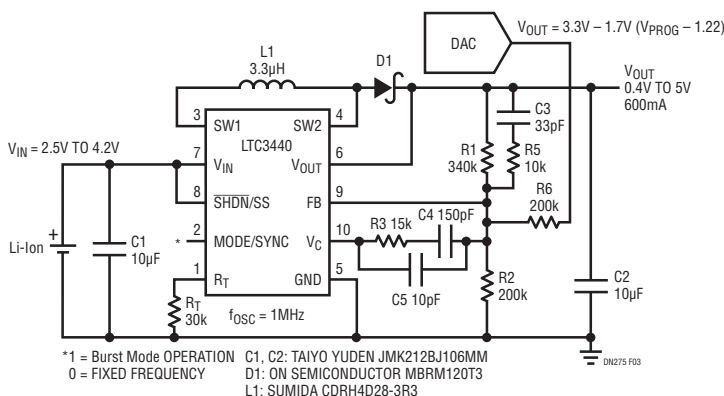 DAC
V_OUT = 3.3V – 1.7V (V_PROG – 1.22)
L1
3.3µH
D1
V_OUT
0.4V TO 5V
600mA
3
SW1
SW2
4
C3
33pF
V_IN = 2.5V TO 4.2V
LTC3440
7
V_IN
V_OUT
6
R1
340k
R5
10k
8
S̅H̅D̅N̅/SS
FB
9
R6
200k
2
*
MODE/SYNC
V_C
10
R3 15k
C4 150pF
Li-Ion
+
C1
10µF
1
R_T
GND
5
C5 10pF
R2
200k
C2
10µF
R_T
30k
f_OSC = 1MHz
*1 = Burst Mode OPERATION
0 = FIXED FREQUENCY
C1, C2: TAIYO YUDEN JMK212BJ106MM
D1: ON SEMICONDUCTOR MBRM120T3
L1: SUMIDA CDRH4D28-3R3
DN275 F03